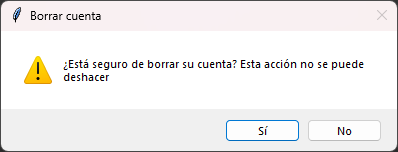 Borrar cuenta
¿Está seguro de borrar su cuenta? Esta acción no se puede
deshacer
Sí
No